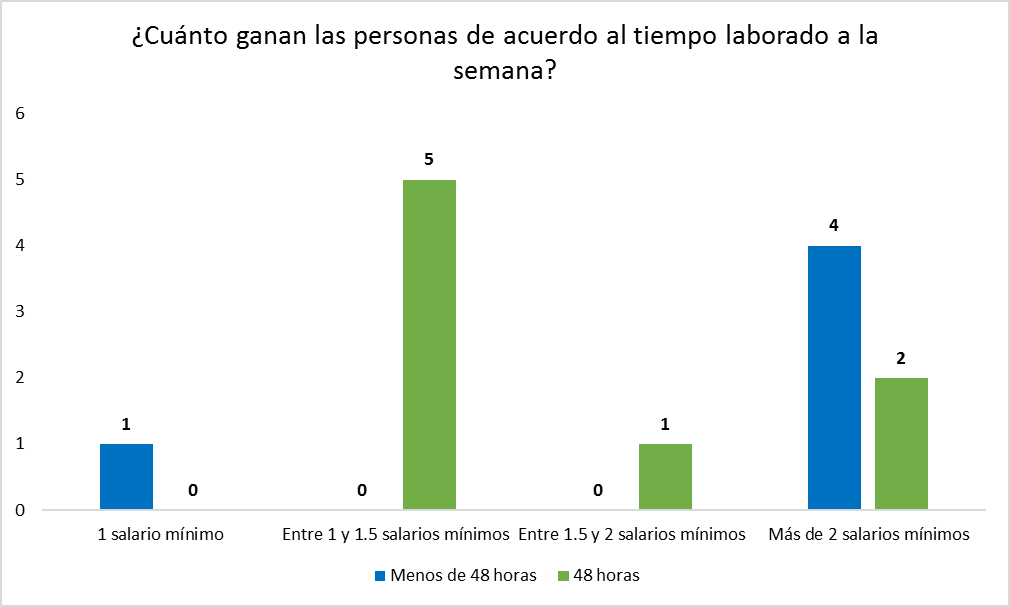 ¿Cuánto ganan las personas de acuerdo al tiempo laborado a la
semana?
6
5
4
3
2
1
0
1
0
0
5
0
1
4
2
1 salario mínimo
Entre 1 y 1.5 salarios mínimos
Entre 1.5 y 2 salarios mínimos
Más de 2 salarios mínimos
Menos de 48 horas
48 horas